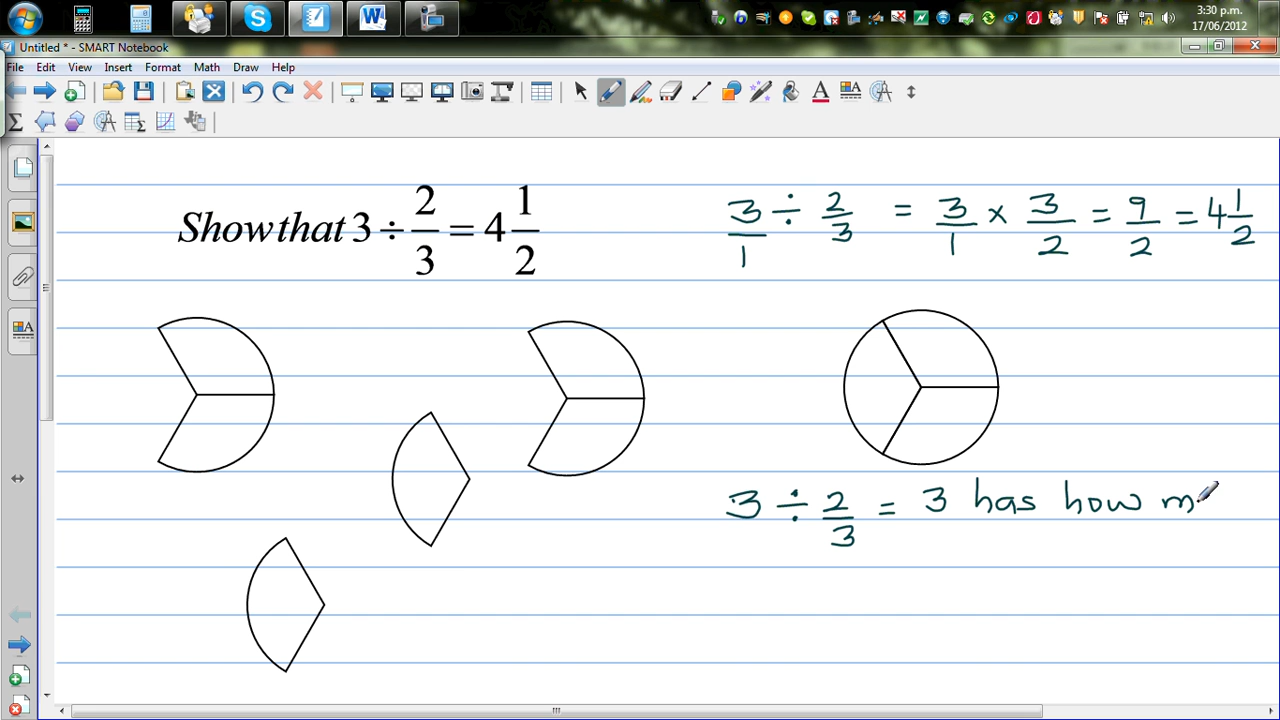 3:30 p.m.
17/06/2012
Untitled * - SMART Notebook
File Edit View Insert Format Math Draw Help
Show that 3 ÷ 2/3 = 4 1/2
3/1 ÷ 2/3 = 3/1 × 3/2 = 9/2 = 4 1/2
3 ÷ 2/3 = 3 has how m